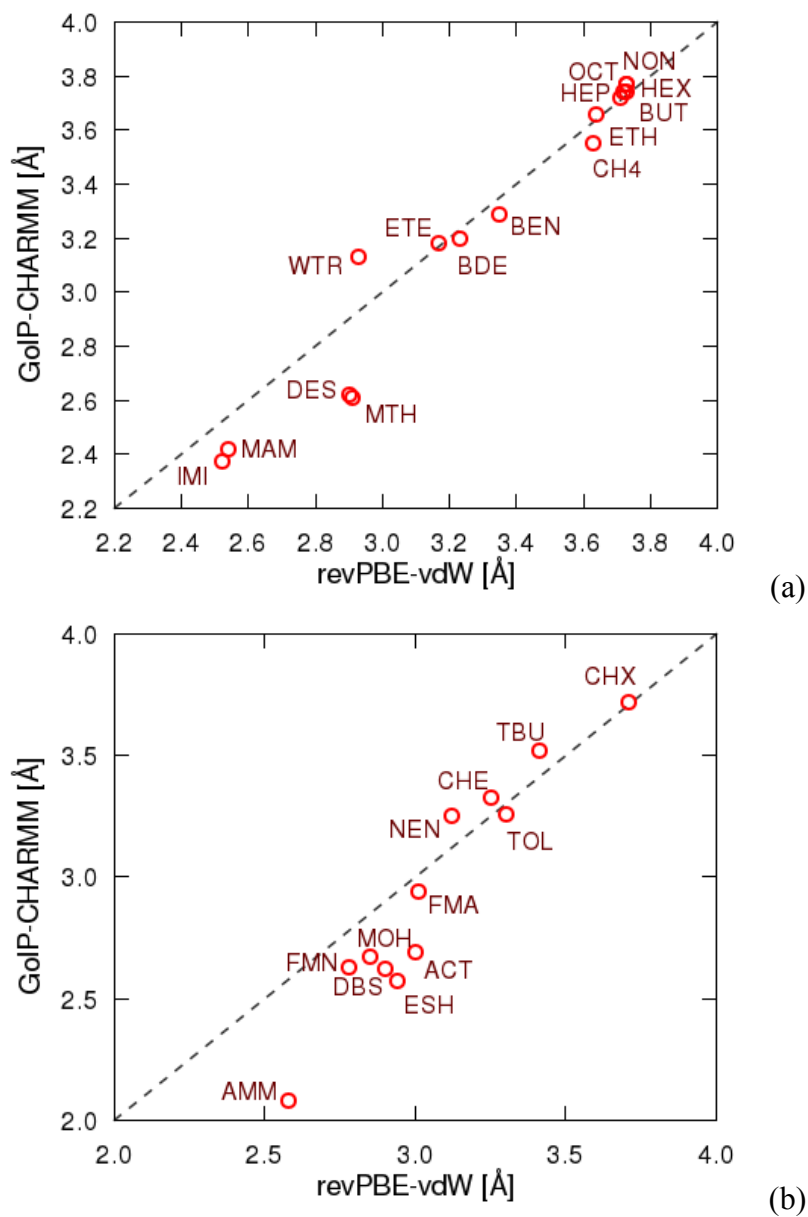 4.0
NON
OCT
3.8
HEP
HEX
BUT
3.6
ETH
CH4
3.4
GolP-CHARMM [Å]
ETE
BEN
3.2
WTR
BDE
3.0
2.8
DES
2.6
MTH
2.4
MAM
IMI
2.2
2.2 2.4 2.6 2.8 3.0 3.2 3.4 3.6 3.8 4.0
revPBE-vdW [Å]
(a)
4.0
CHX
TBU
3.5
CHE
NEN
TOL
GolP-CHARMM [Å]
3.0
FMA
MOH
FMN
ACT
DBS
2.5
ESH
AMM
2.0
2.0 2.5 3.0 3.5 4.0
revPBE-vdW [Å]
(b)